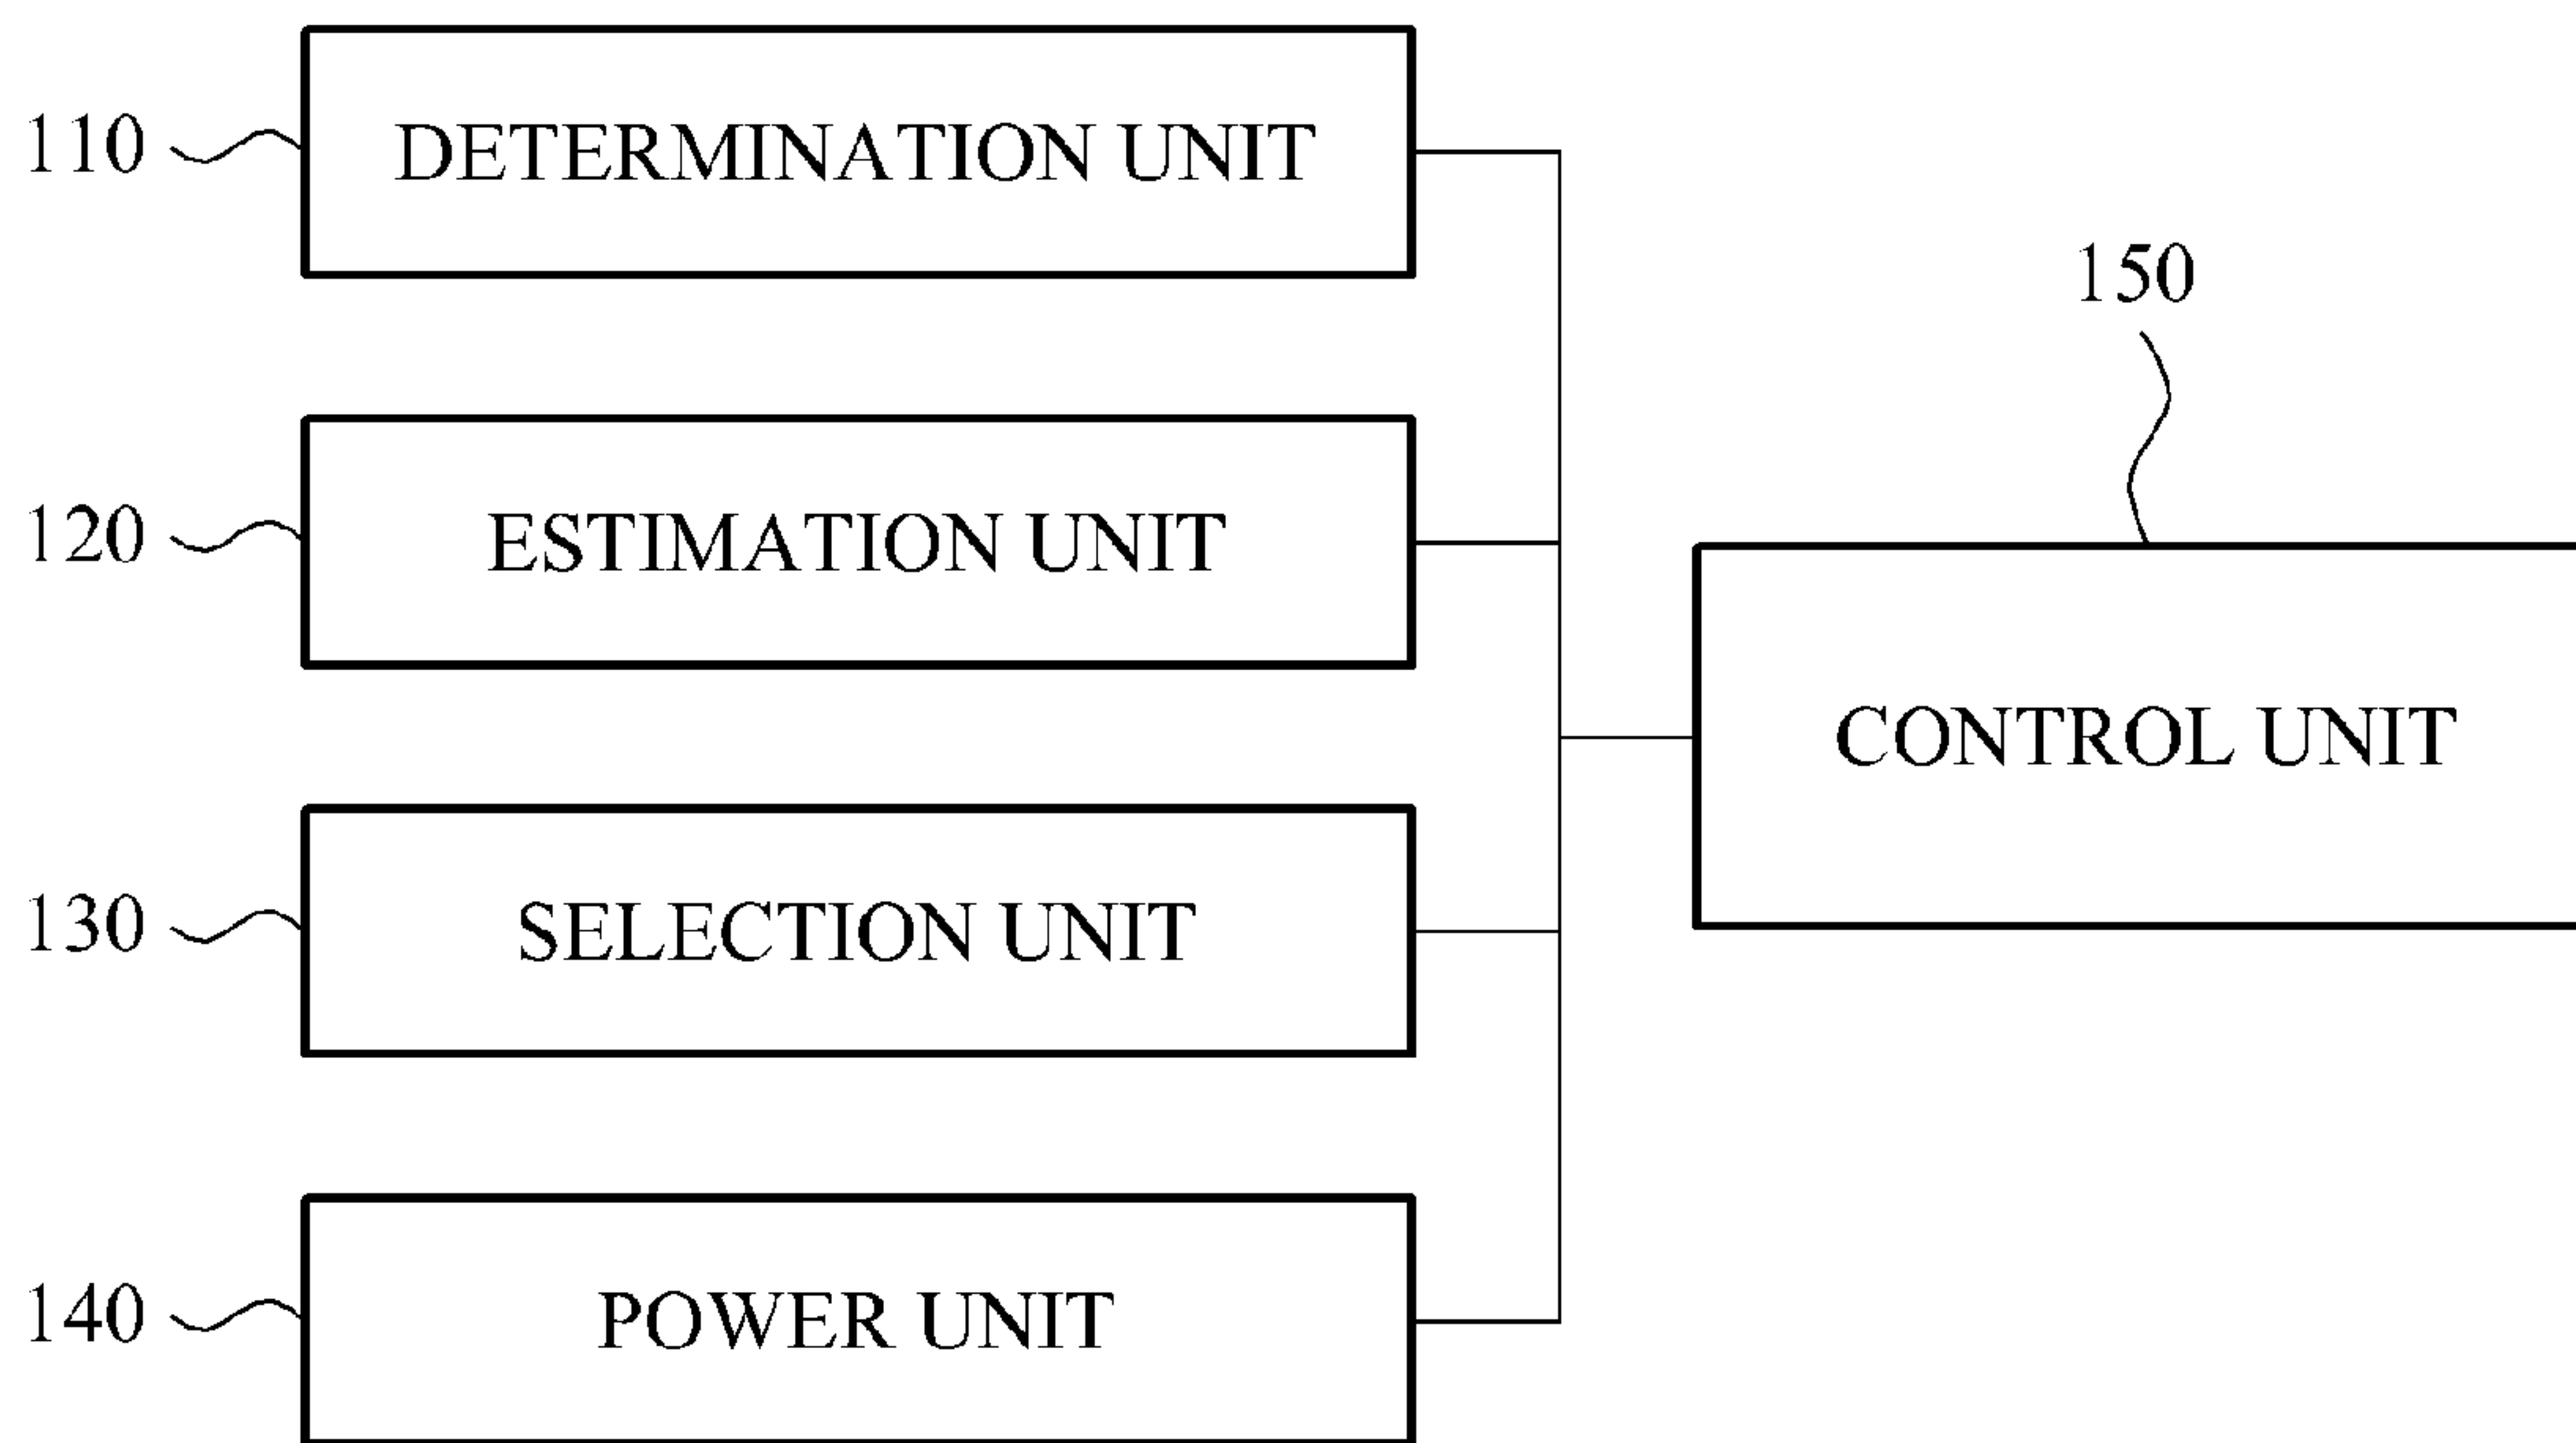 110
DETERMINATION UNIT
150
120
ESTIMATION UNIT
CONTROL UNIT
130
SELECTION UNIT
140
POWER UNIT